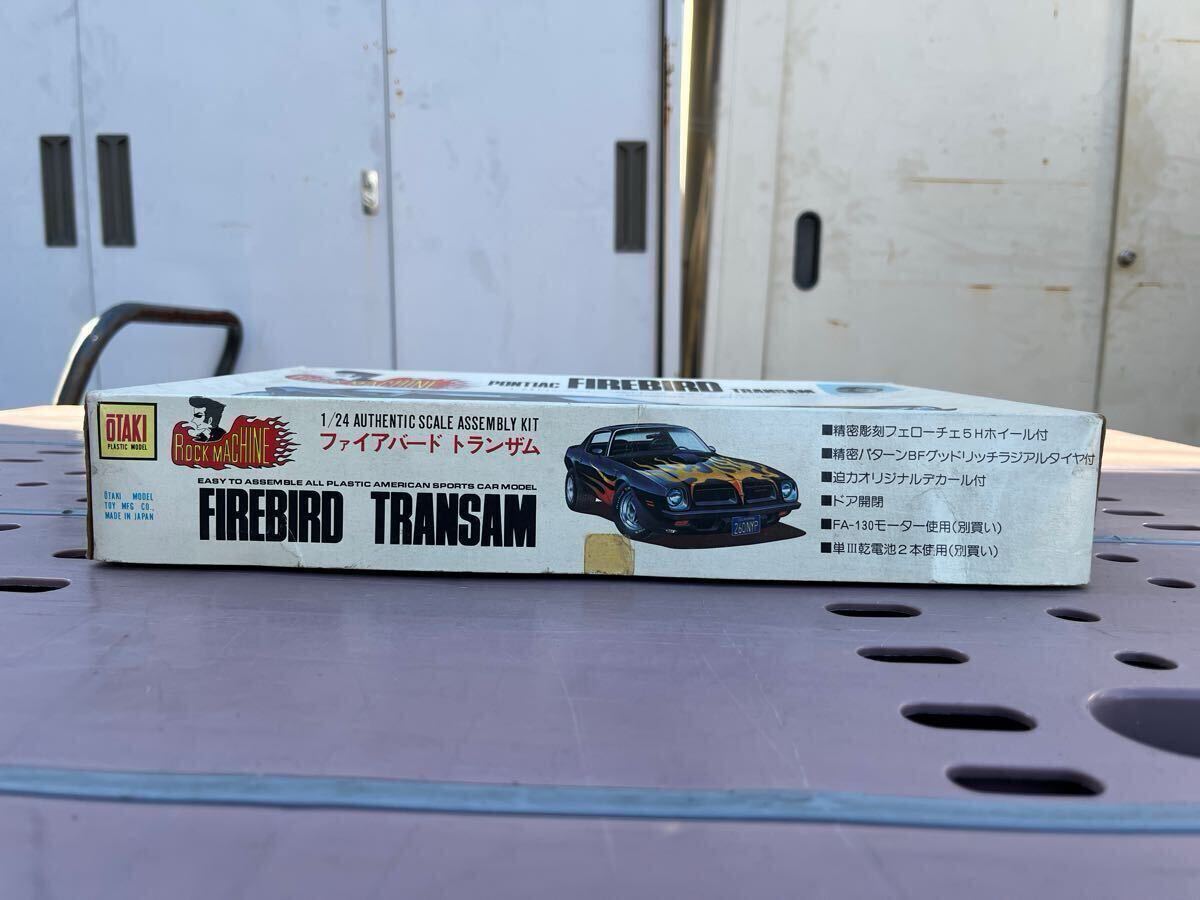 ROCK MACHINE
PONTIAC FIREBIRD TRANSAM
ŌTAKI
PLASTIC MODEL
ŌTAKI MODEL
TOY MFG CO.,
MADE IN JAPAN
ROCK MACHINE
1/24 AUTHENTIC SCALE ASSEMBLY KIT
ファイアバード トランザム
EASY TO ASSEMBLE ALL PLASTIC AMERICAN SPORTS CAR MODEL
FIREBIRD TRANSAM
260NYP
■精密彫刻フェローチェ5Hホイール付
■精密パターンBFグッドリッチラジアルタイヤ付
■迫力オリジナルデカール付
■ドア開閉
■FA-130モーター使用(別買い)
■単III乾電池2本使用(別買い)